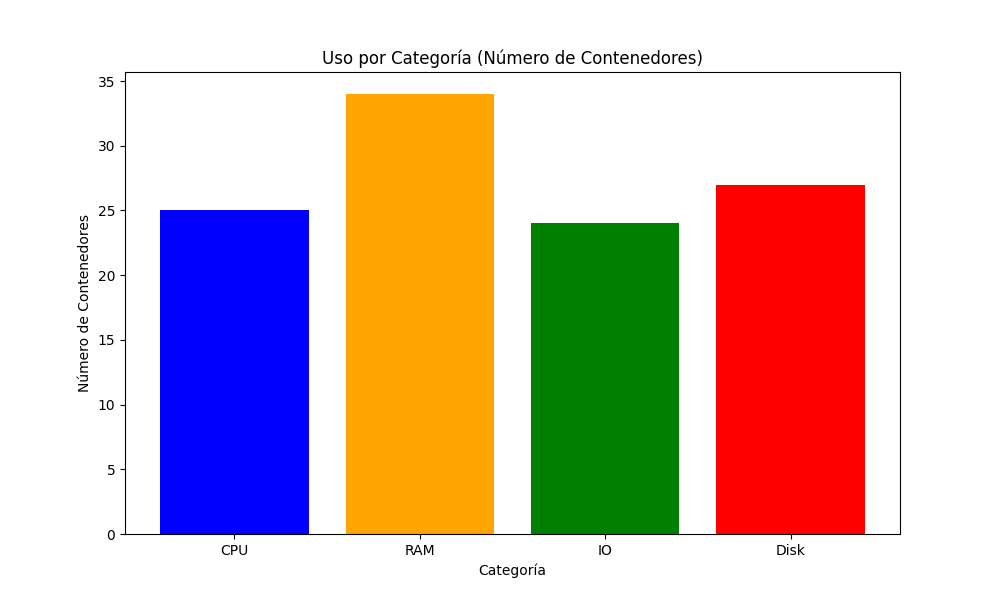 Uso por Categoría (Número de Contenedores)
Número de Contenedores
35
30
25
20
15
10
5
0
CPU RAM IO Disk
Categoría